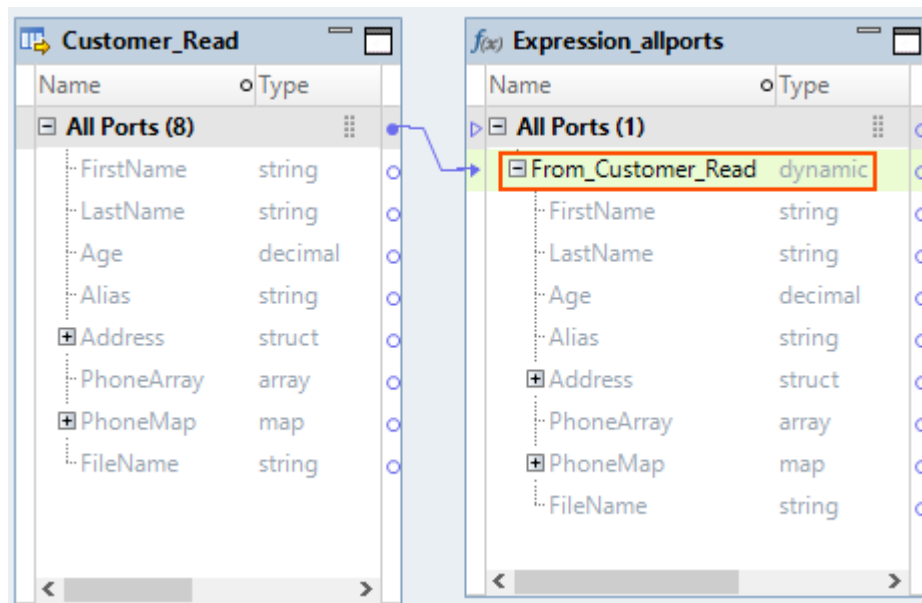 Customer_Read
Name Type
All Ports (8)
FirstName string
LastName string
Age decimal
Alias string
Address struct
PhoneArray array
PhoneMap map
FileName string
f(x) Expression_allports
Name Type
All Ports (1)
From_Customer_Read dynamic
FirstName string
LastName string
Age decimal
Alias string
Address struct
PhoneArray array
PhoneMap map
FileName string